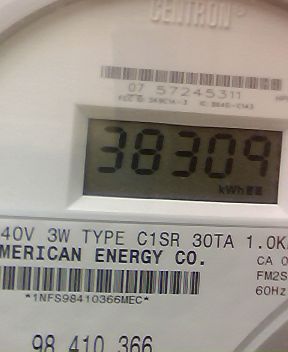 CENTRON®
07 57245311
38309
kWh
40V 3W TYPE C1SR 30TA 1.0K
MERICAN ENERGY CO.
CA 0
FM2S
60Hz
*1NFS98410366MEC*
98 410 366